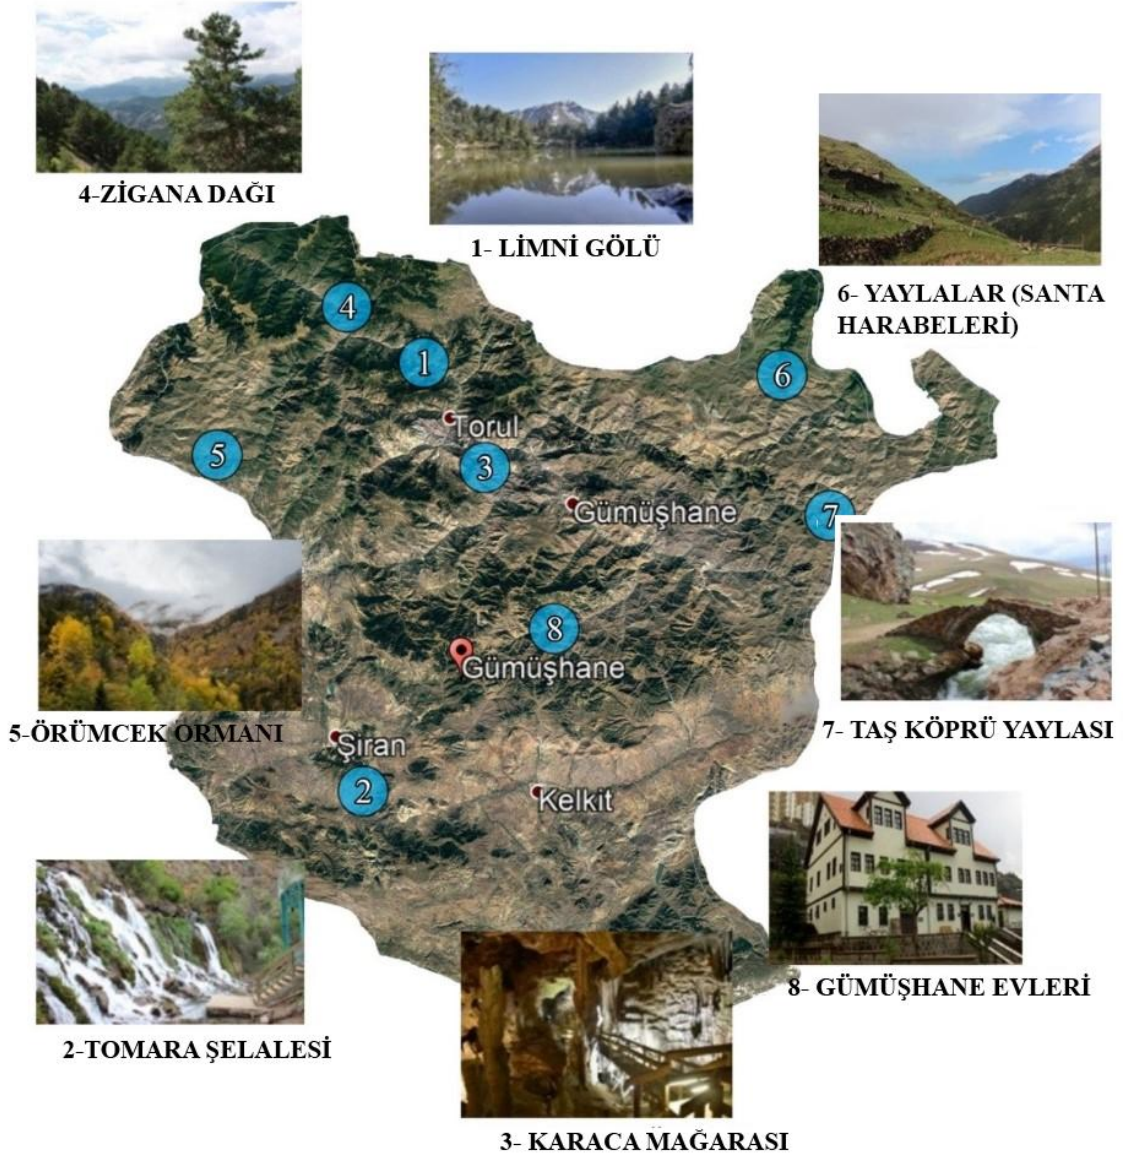 4-ZİGANA DAĞI
1- LİMNİ GÖLÜ
6- YAYLALAR (SANTA
HARABELERİ)
4
1
6
Torul
5
3
Gümüşhane
7
8
Gümüşhane
5-ÖRÜMCEK ORMANI
7- TAŞ KÖPRÜ YAYLASI
Şiran
2
Kelkit
8- GÜMÜŞHANE EVLERİ
2-TOMARA ŞELALESİ
3- KARACA MAĞARASI